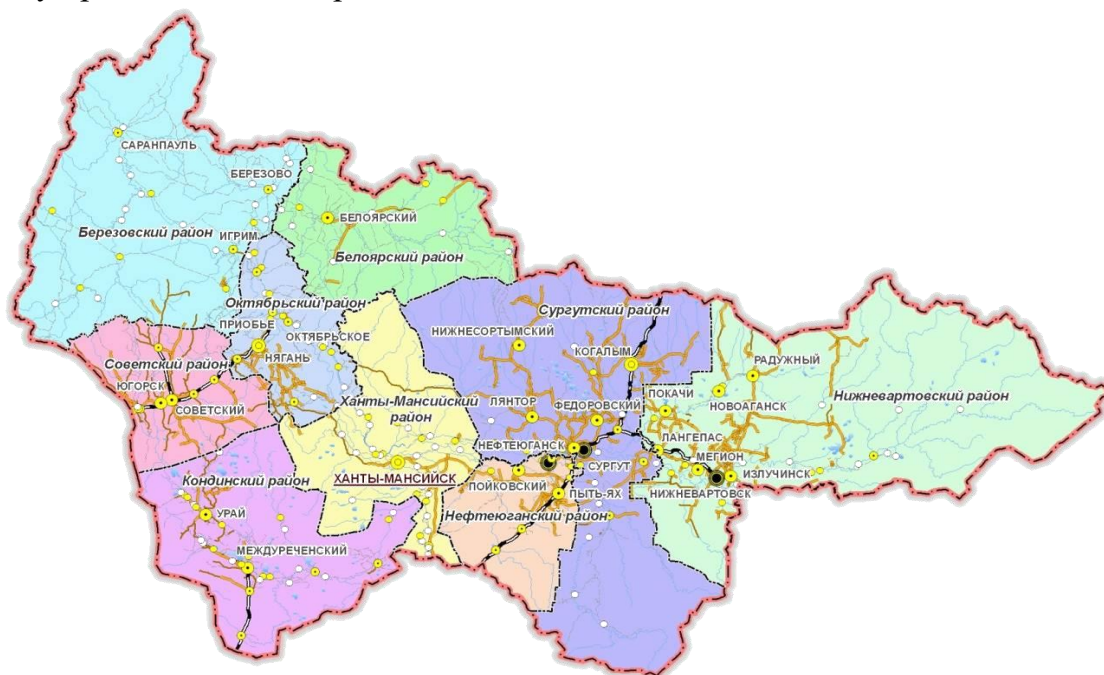 САРАНПАУЛЬ
БЕРЕЗОВО
БЕЛОЯРСКИЙ
Березовский район
ИГРИМ
Белоярский район
Октябрьский район
Сургутский район
ПРИОБЬЕ
ОКТЯБРЬСКОЕ
НИЖНЕСОРТЫМСКИЙ
КОГАЛЫМ
НЯГАНЬ
Советский район
РАДУЖНЫЙ
ЮГОРСК
СОВЕТСКИЙ
Ханты-Мансийский
район
ЛЯНТОР
ФЕДОРОВСКИЙ
ПОКАЧИ
НОВОАГАНСК
Нижневартовский район
НЕФТЕЮГАНСК
ЛАНГЕПАС
МЕГИОН
СУРГУТ
ИЗЛУЧИНСК
Кондинский район
ХАНТЫ-МАНСИЙСК
ПОЙКОВСКИЙ
ПЫТЬ-ЯХ
НИЖНЕВАРТОВСК
УРАЙ
Нефтеюганский район
МЕЖДУРЕЧЕНСКИЙ